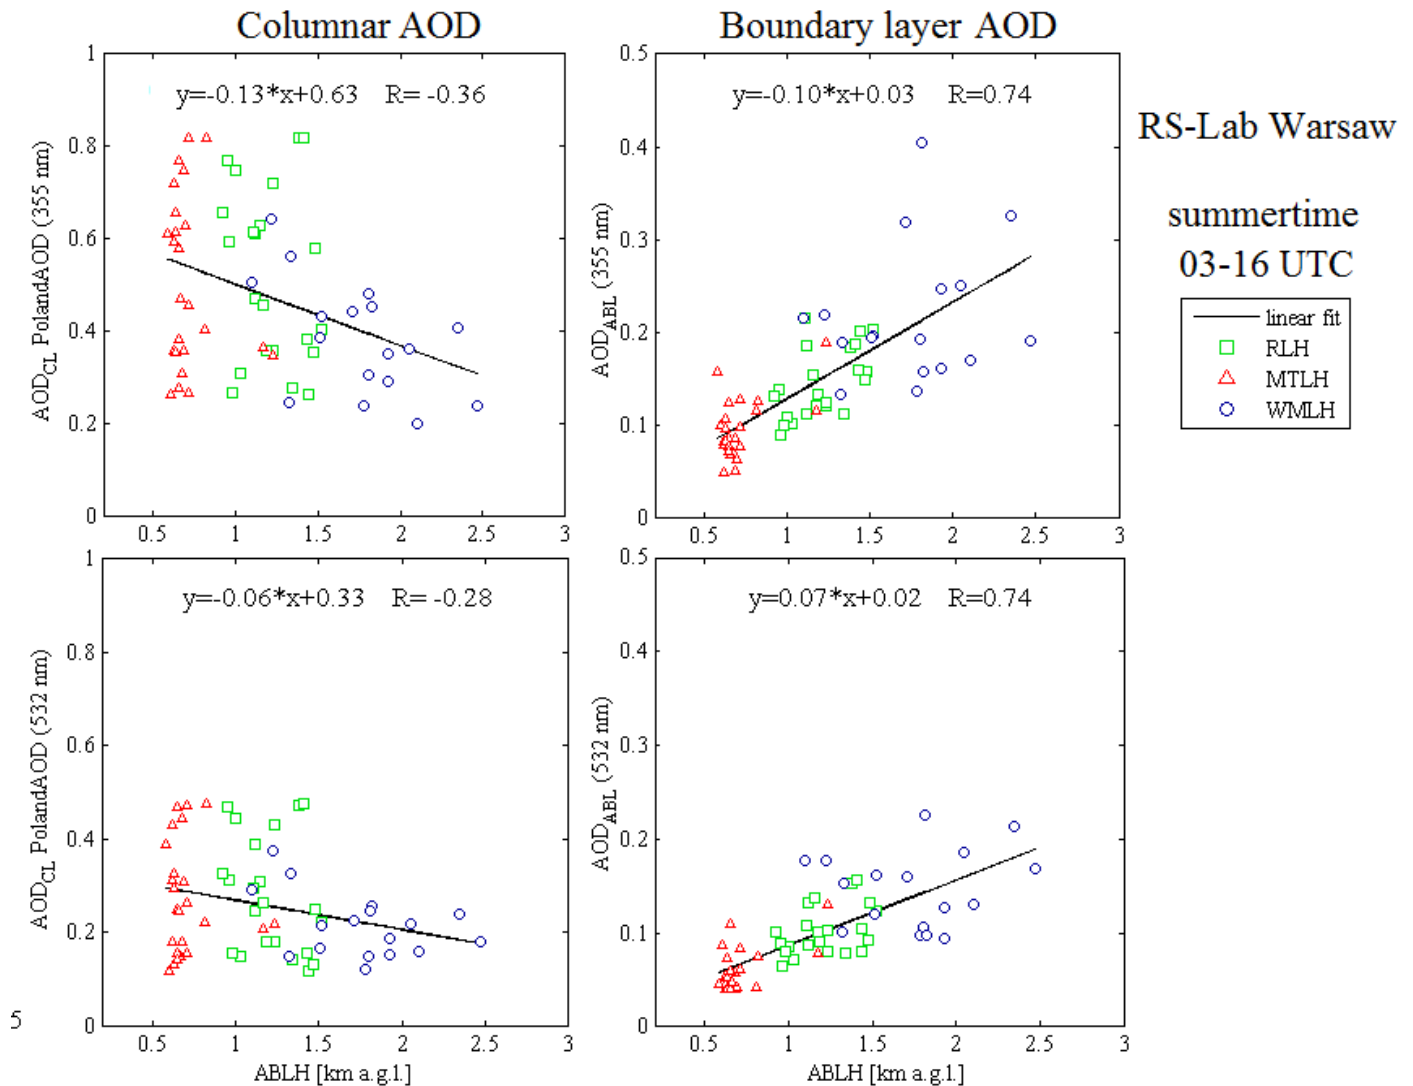 Columnar AOD
Boundary layer AOD
1
0.8
0.6
0.4
0.2
0
AOD_CL PolandAOD (355 nm)
y=-0.13*x+0.63 R= -0.36
0.5 1 1.5 2 2.5 3
0.5
0.4
0.3
0.2
0.1
0
AOD_ABL (355 nm)
y=-0.10*x+0.03 R=0.74
0.5 1 1.5 2 2.5 3
RS-Lab Warsaw
summertime
03-16 UTC
linear fit
RLH
MTLH
WMLH
1
0.8
0.6
0.4
0.2
0
AOD_CL PolandAOD (532 nm)
y=-0.06*x+0.33 R= -0.28
0.5 1 1.5 2 2.5 3
ABLH [km a.g.l.]
0.5
0.4
0.3
0.2
0.1
0
AOD_ABL (532 nm)
y=0.07*x+0.02 R=0.74
0.5 1 1.5 2 2.5 3
ABLH [km a.g.l.]
5